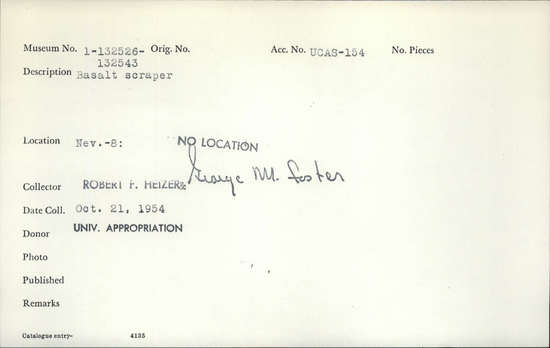 Museum No. 1-132526- Orig. No. Acc. No. UCAS-184 No. Pieces
132543
Description Basalt scraper
Location Nev.-8: NO LOCATION
Collector ROBERT F. HEIZER& George M. Foster
Date Coll. Oct. 21, 1954
Donor UNIV. APPROPRIATION
Photo
Published
Remarks
Catalogue entry- 4135